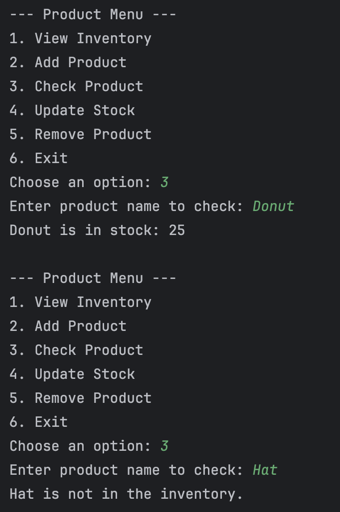 --- Product Menu ---
1. View Inventory
2. Add Product
3. Check Product
4. Update Stock
5. Remove Product
6. Exit
Choose an option: 3
Enter product name to check: Donut
Donut is in stock: 25

--- Product Menu ---
1. View Inventory
2. Add Product
3. Check Product
4. Update Stock
5. Remove Product
6. Exit
Choose an option: 3
Enter product name to check: Hat
Hat is not in the inventory.